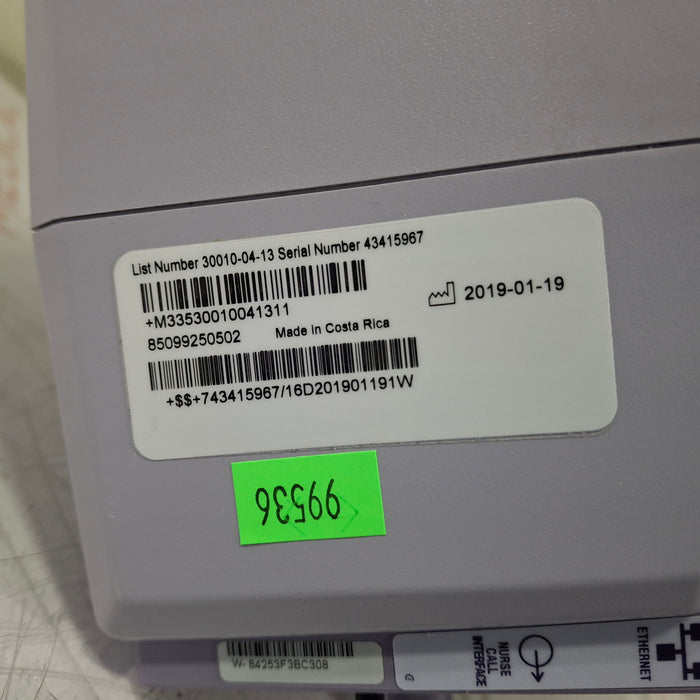 List Number 30010-04-13 Serial Number 43415967
+M33530010041311
2019-01-19
85099250502 Made in Costa Rica
+$$+743415967/16D201901191W
99536
W- 84253F3BC308
NURSE
CALL
INTERFACE
ETHERNET